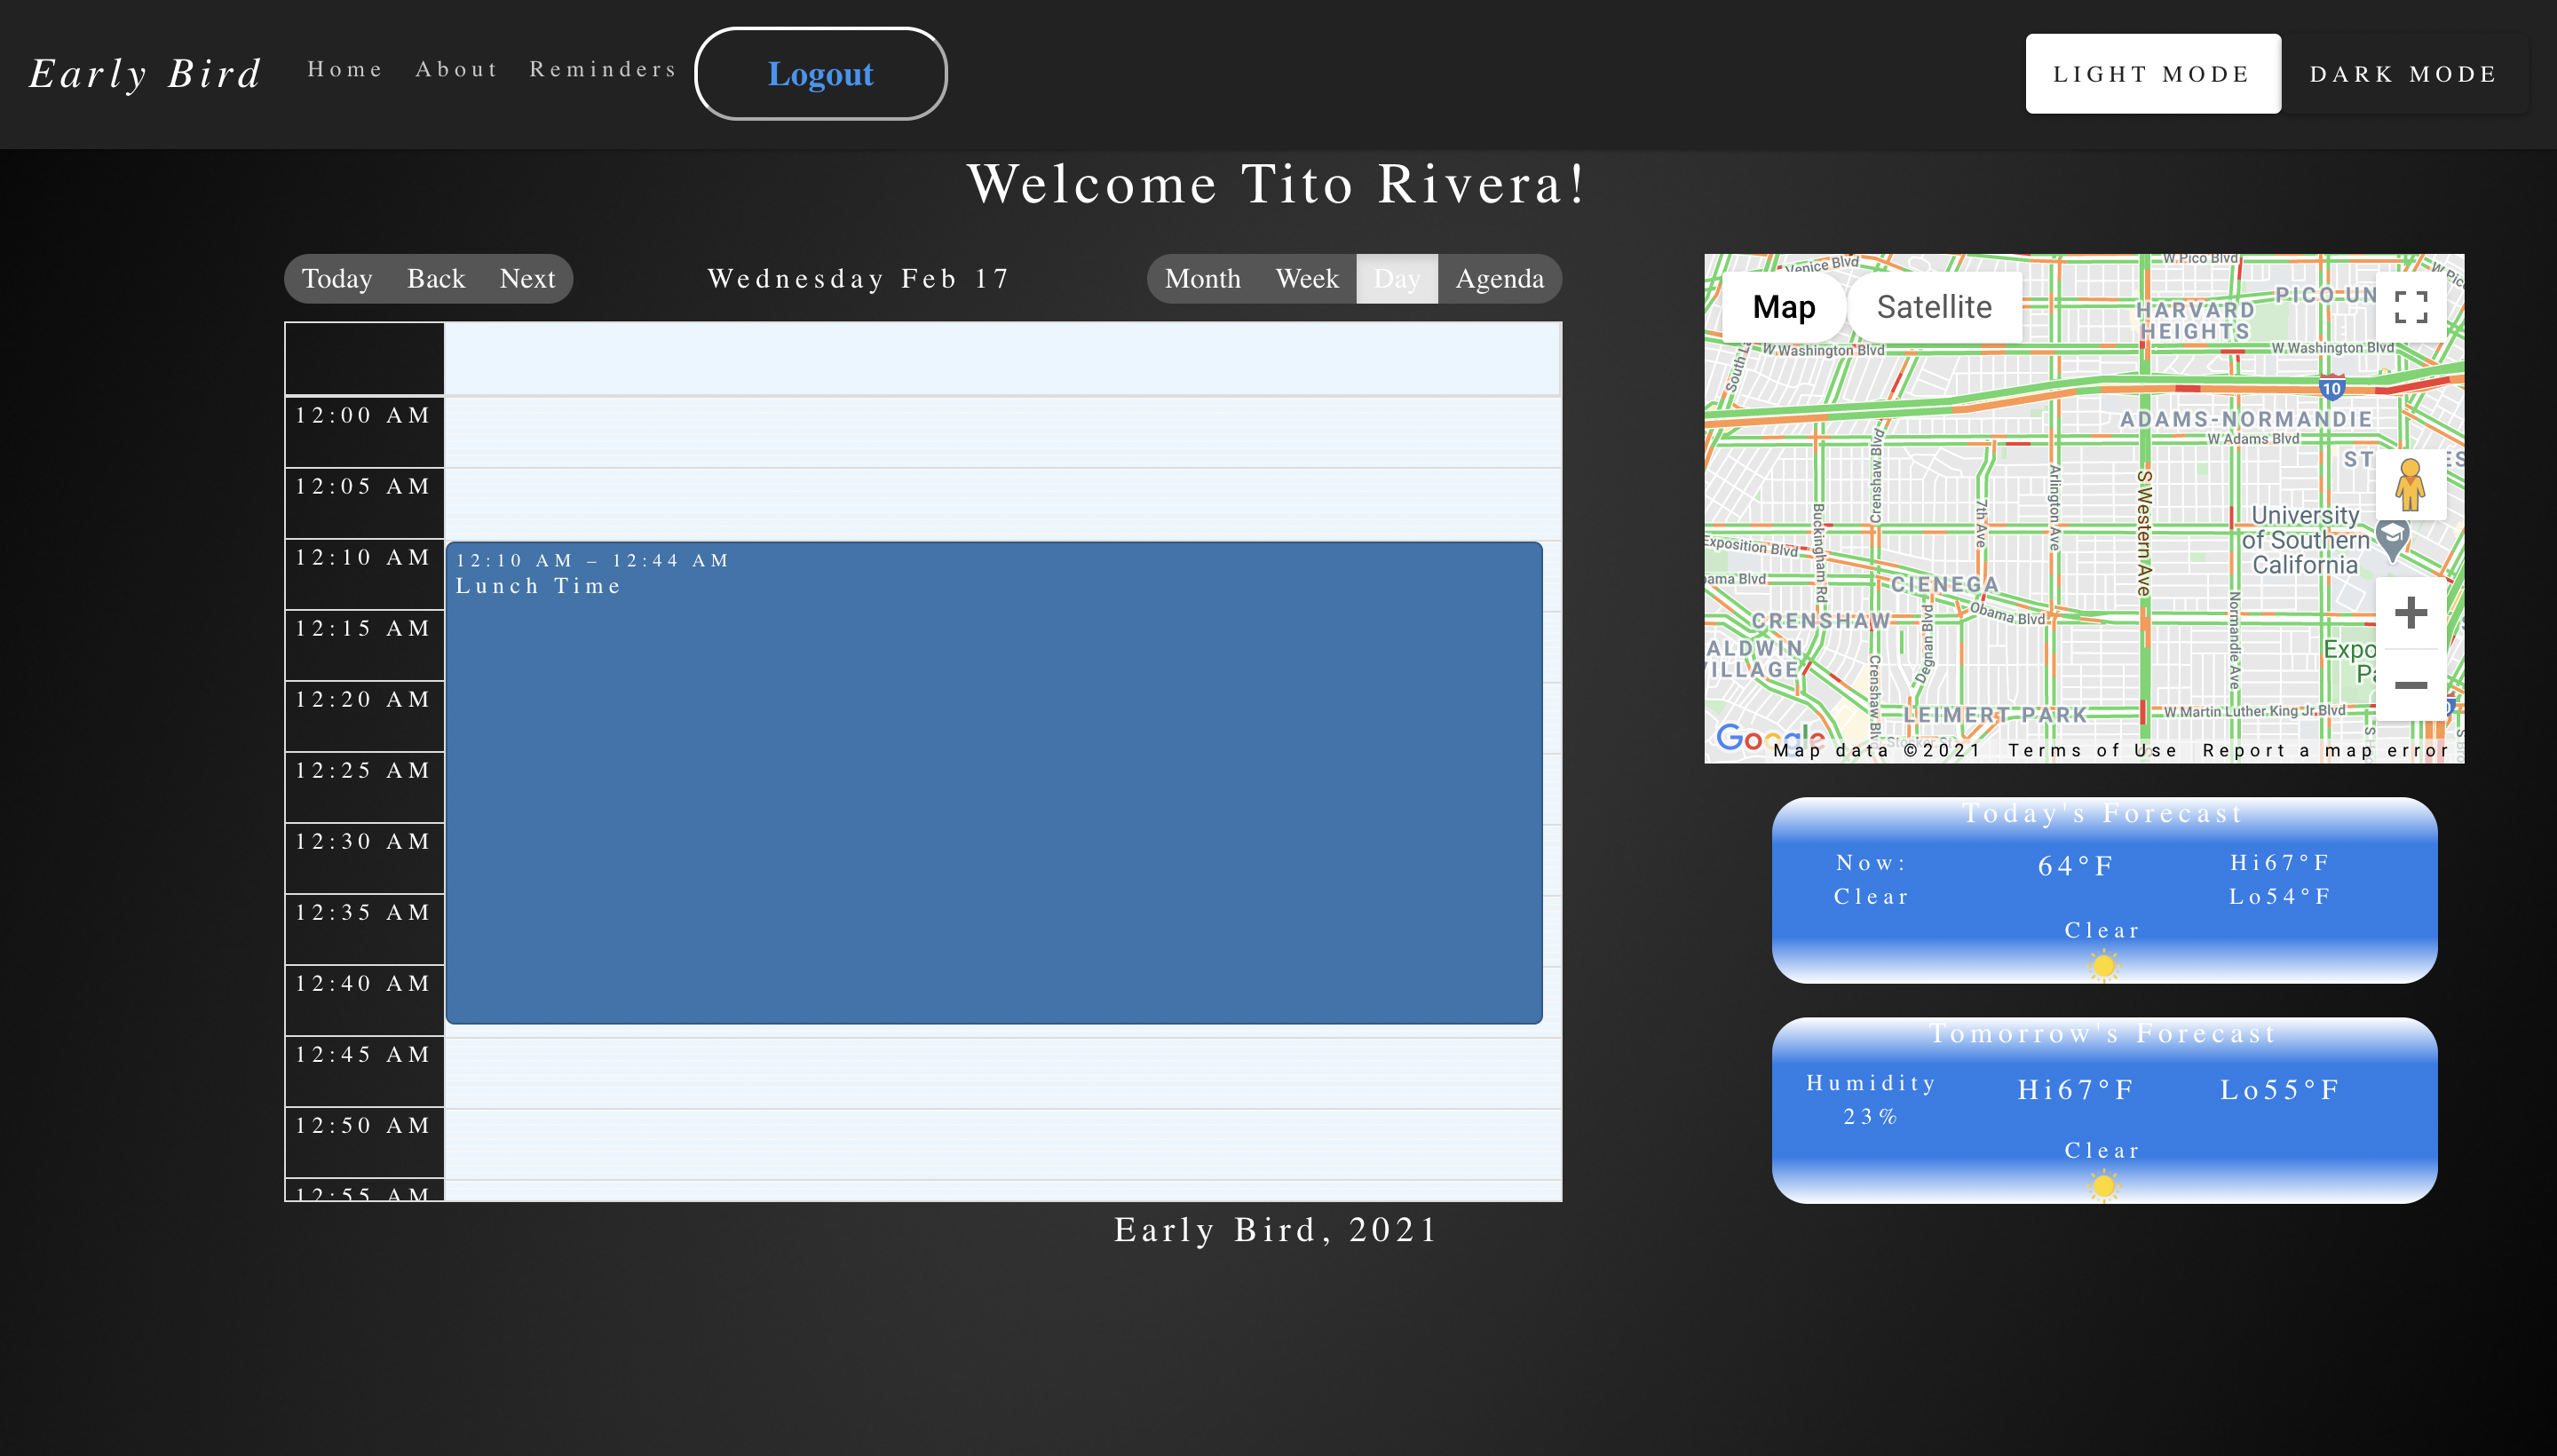 Early Bird
Home
About
Reminders
Logout
LIGHT MODE
DARK MODE
Welcome Tito Rivera!
Today
Back
Next
Wednesday Feb 17
Month
Week
Day
Agenda
12:00 AM
12:05 AM
12:10 AM
12:15 AM
12:20 AM
12:25 AM
12:30 AM
12:35 AM
12:40 AM
12:45 AM
12:50 AM
12:55 AM
12:10 AM – 12:44 AM
Lunch Time
Map
Satellite
Venice Blvd
W Pico Blvd
W Pico
PICO UN
HARVARD
HEIGHTS
W Washington Blvd
W Washington Blvd
10
ADAMS-NORMANDIE
W Adams Blvd
Crenshaw Blvd
Buckingham Rd
7th Ave
Arlington Ave
S Western Ave
Normandie Ave
University
of Southern
California
Exposition Blvd
CIENEGA
Obama Blvd
CRENSHAW
ALDWIN
Degnan Blvd
LEIMERT PARK
W Martin Luther King Jr Blvd
Expo
Google
Map data ©2021
Terms of Use
Report a map error
Today's Forecast
Now:
Clear
64°F
Hi67°F
Lo54°F
Clear
Tomorrow's Forecast
Humidity
23%
Hi67°F
Lo55°F
Clear
Early Bird, 2021